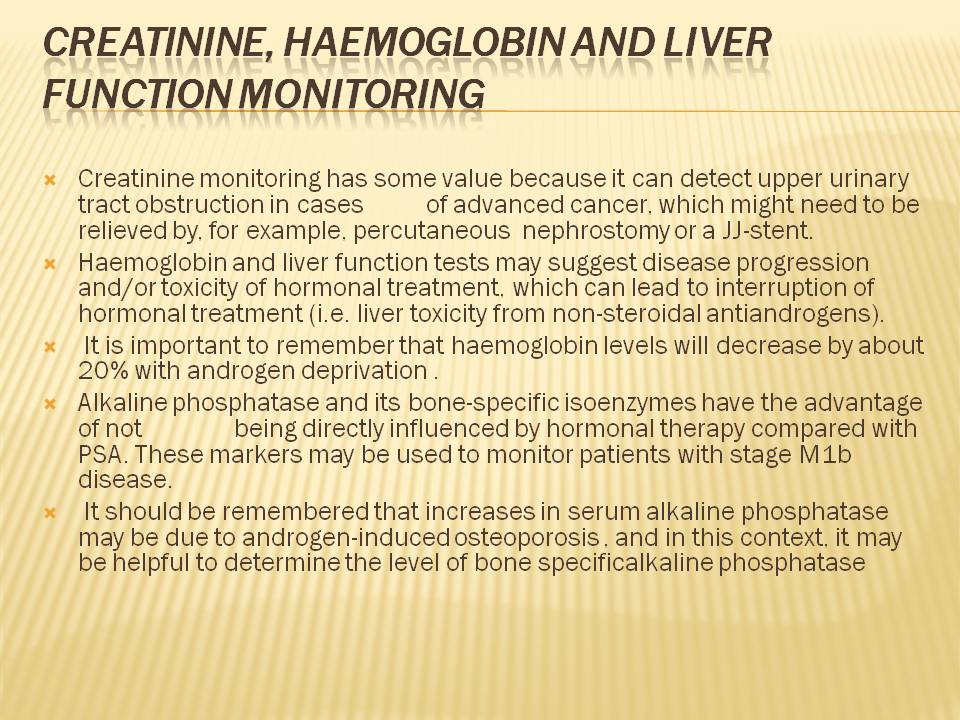 CREATININE, HAEMOGLOBIN AND LIVER
FUNCTION MONITORING
Creatinine monitoring has some value because it can detect upper urinary
tract obstruction in cases of advanced cancer, which might need to be
relieved by, for example, percutaneous nephrostomy or a JJ-stent.
Haemoglobin and liver function tests may suggest disease progression
and/or toxicity of hormonal treatment, which can lead to interruption of
hormonal treatment (i.e. liver toxicity from non-steroidal antiandrogens).
It is important to remember that haemoglobin levels will decrease by about
20% with androgen deprivation .
Alkaline phosphatase and its bone-specific isoenzymes have the advantage
of not being directly influenced by hormonal therapy compared with
PSA. These markers may be used to monitor patients with stage M1b
disease.
It should be remembered that increases in serum alkaline phosphatase
may be due to androgen-induced osteoporosis , and in this context, it may
be helpful to determine the level of bone specificalkaline phosphatase